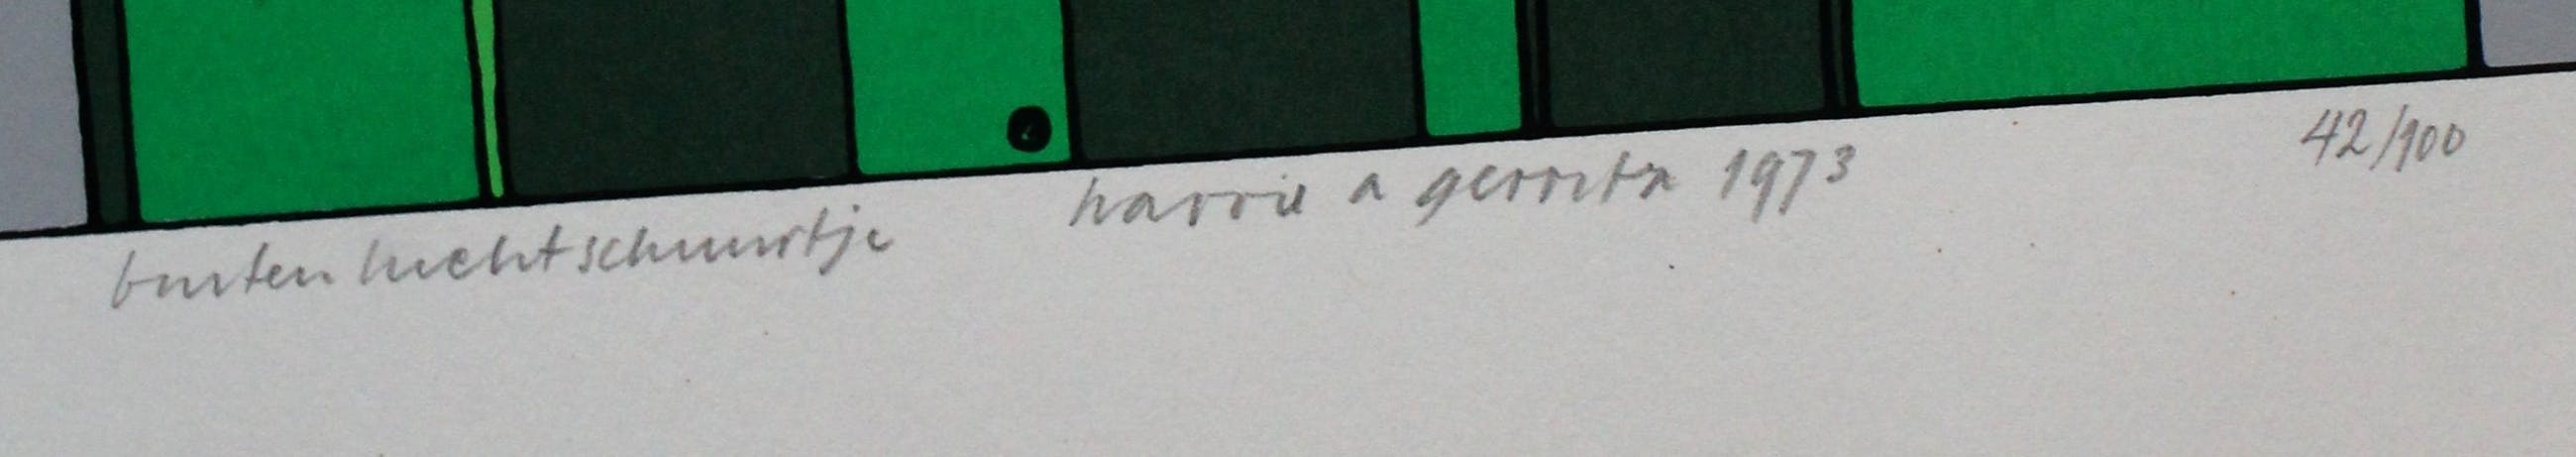 buitenluchtschuurtje harrie a gerritz 1973 42/100